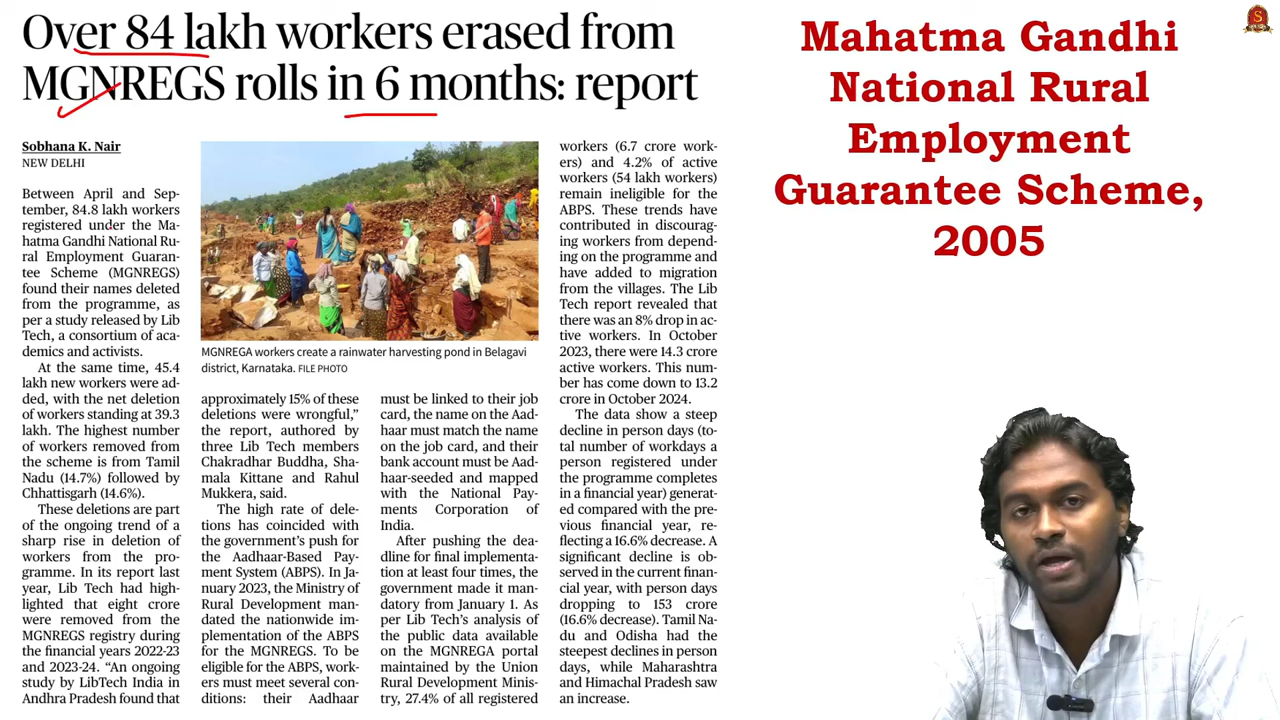 Over 84 lakh workers erased from
MGNREGS rolls in 6 months: report
Sobhana K. Nair
NEW DELHI
Between April and Sep-
tember, 84.8 lakh workers
registered under the Ma-
hatma Gandhi National Ru-
ral Employment Guaran-
tee Scheme (MGNREGS)
found their names deleted
from the programme, as
per a study released by Lib
Tech, a consortium of aca-
demics and activists.
At the same time, 45.4
lakh new workers were ad-
ded, with the net deletion
of workers standing at 39.3
lakh. The highest number
of workers removed from
the scheme is from Tamil
Nadu (14.7%) followed by
Chhattisgarh (14.6%).
These deletions are part
of the ongoing trend of a
sharp rise in deletion of
workers from the pro-
gramme. In its report last
year, Lib Tech had high-
lighted that eight crore
were removed from the
MGNREGS registry during
the financial years 2022-23
and 2023-24. “An ongoing
study by LibTech India in
Andhra Pradesh found that
MGNREGA workers create a rainwater harvesting pond in Belagavi
district, Karnataka. FILE PHOTO
approximately 15% of these
deletions were wrongful,”
the report, authored by
three Lib Tech members
Chakradhar Buddha, Sha-
mala Kittane and Rahul
Mukkera, said.
The high rate of dele-
tions has coincided with
the government’s push for
the Aadhaar-Based Pay-
ment System (ABPS). In Ja-
nuary 2023, the Ministry of
Rural Development man-
dated the nationwide im-
plementation of the ABPS
for the MGNREGS. To be
eligible for the ABPS, work-
ers must meet several con-
ditions: their Aadhaar
must be linked to their job
card, the name on the Aad-
haar must match the name
on the job card, and their
bank account must be Aad-
haar-seeded and mapped
with the National Pay-
ments Corporation of
India.
After pushing the dea-
dline for final implementa-
tion at least four times, the
government made it man-
datory from January 1. As
per Lib Tech’s analysis of
the public data available
on the MGNREGA portal
maintained by the Union
Rural Development Minis-
try, 27.4% of all registered
workers (6.7 crore work-
ers) and 4.2% of active
workers (54 lakh workers)
remain ineligible for the
ABPS. These trends have
contributed in discourag-
ing workers from depend-
ing on the programme and
have added to migration
from the villages. The Lib
Tech report revealed that
there was an 8% drop in ac-
tive workers. In October
2023, there were 14.3 crore
active workers. This num-
ber has come down to 13.2
crore in October 2024.
The data show a steep
decline in person days (to-
tal number of workdays a
person registered under
the programme completes
in a financial year) generat-
ed compared with the pre-
vious financial year, re-
flecting a 16.6% decrease. A
significant decline is ob-
served in the current finan-
cial year, with person days
dropping to 153 crore
(16.6% decrease). Tamil Na-
du and Odisha had the
steepest declines in person
days, while Maharashtra
and Himachal Pradesh saw
an increase.
Mahatma Gandhi
National Rural
Employment
Guarantee Scheme,
2005